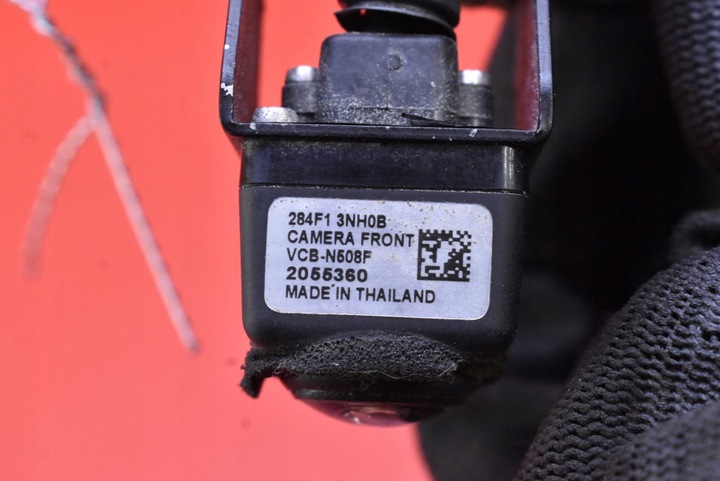 284F1 3NH0B
CAMERA FRONT
VCB-N508F
2055360
MADE IN THAILAND